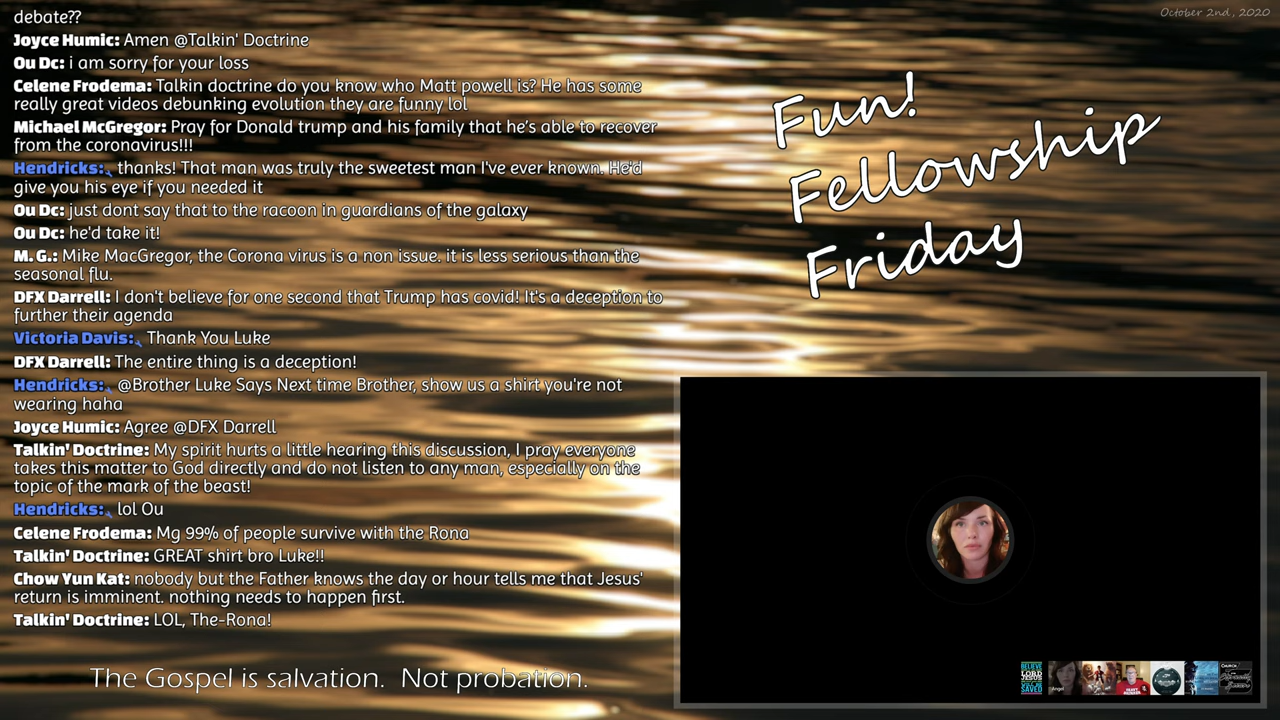 debate??
Joyce Humic: Amen @Talkin' Doctrine
Ou Dc: i am sorry for your loss
Celene Frodema: Talkin doctrine do you know who Matt powell is? He has some
really great videos debunking evolution they are funny lol
Michael McGregor: Pray for Donald trump and his family that he's able to recover
from the coronavirus!!!
Hendricks: thanks! That man was truly the sweetest man I've ever known. He'd
give you his eye if you needed it
Ou Dc: just dont say that to the racoon in guardians of the galaxy
Ou Dc: he'd take it!
M. G.: Mike MacGregor, the Corona virus is a non issue. it is less serious than the
seasonal flu.
DFX Darrell: I don't believe for one second that Trump has covid! It's a deception to
further their agenda
Victoria Davis: Thank You Luke
DFX Darrell: The entire thing is a deception!
Hendricks: @Brother Luke Says Next time Brother, show us a shirt you're not
wearing haha
Joyce Humic: Agree @DFX Darrell
Talkin' Doctrine: My spirit hurts a little hearing this discussion, I pray everyone
takes this matter to God directly and do not listen to any man, especially on the
topic of the mark of the beast!
Hendricks: lol Ou
Celene Frodema: Mg 99% of people survive with the Rona
Talkin' Doctrine: GREAT shirt bro Luke!!
Chow Yun Kat: nobody but the Father knows the day or hour tells me that Jesus'
return is imminent. nothing needs to happen first.
Talkin' Doctrine: LOL, The-Rona!
The Gospel is salvation. Not probation.
October 2nd, 2020
Fun!
Fellowship
Friday
BELIEVE
LORD
JESUS
SAVED
Angel